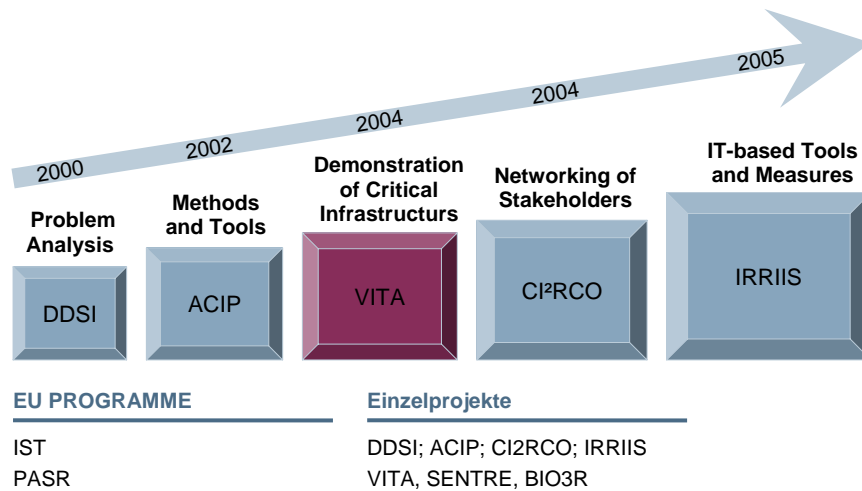 2000
2002
2004
2004
2005
Problem
Analysis
Methods
and Tools
Demonstration
of Critical
Infrastructurs
Networking of
Stakeholders
IT-based Tools
and Measures
DDSI
ACIP
VITA
CI²RCO
IRRIIS
EU PROGRAMME
Einzelprojekte
IST
DDSI; ACIP; CI2RCO; IRRIIS
PASR
VITA, SENTRE, BIO3R